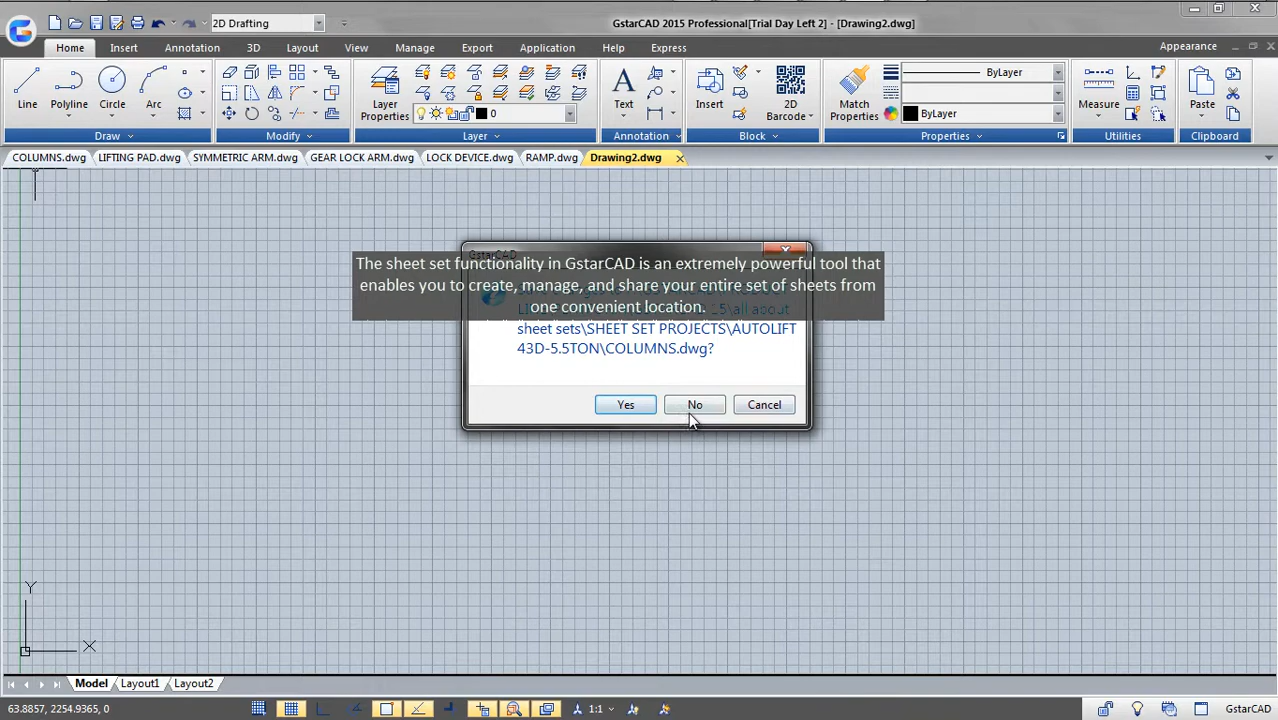 2D Drafting
GstarCAD 2015 Professional[Trial Day Left 2] - [Drawing2.dwg]
Home Insert Annotation 3D Layout View Manage Export Application Help Express Appearance
Line Polyline Circle Arc
Draw
Modify
Layer
Properties
0
Layer
Text
Annotation
Insert
2D
Barcode
Block
Match
Properties
ByLayer
ByLayer
Properties
Measure
Utilities
Paste
Clipboard
COLUMNS.dwg LIFTING PAD.dwg SYMMETRIC ARM.dwg GEAR LOCK ARM.dwg LOCK DEVICE.dwg RAMP.dwg Drawing2.dwg
GstarCAD
The sheet set functionality in GstarCAD is an extremely powerful tool that
enables you to create, manage, and share your entire set of sheets from
one convenient location.
15\all about
sheet sets\SHEET SET PROJECTS\AUTOLIFT
43D-5.5TON\COLUMNS.dwg?
Yes No Cancel
Y
X
Model Layout1 Layout2
63.8857, 2254.9365, 0
1:1
GstarCAD